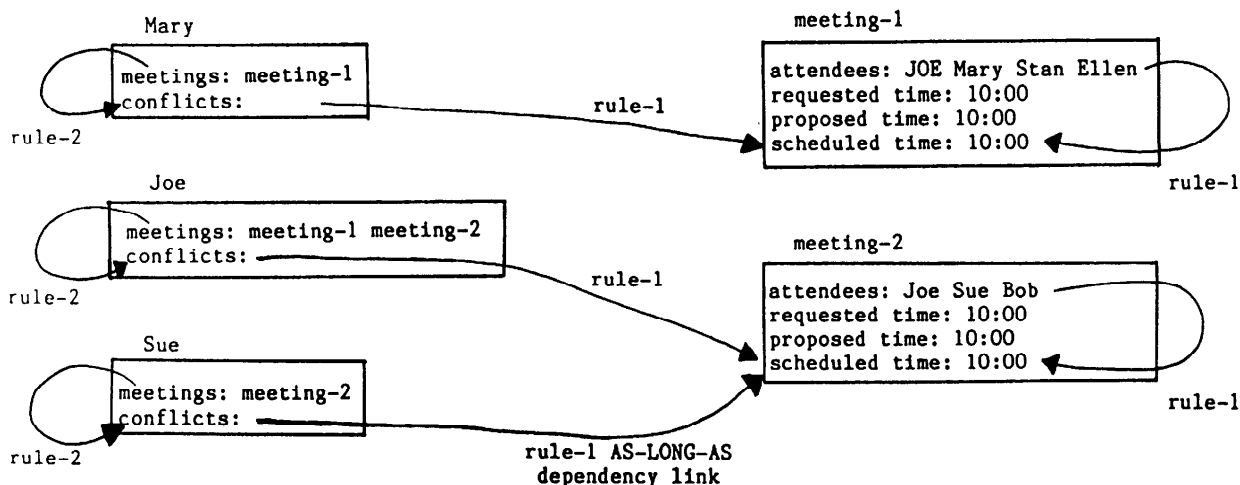 Mary
meetings: meeting-1
conflicts:
rule-2
rule-1
meeting-1
attendees: JOE Mary Stan Ellen
requested time: 10:00
proposed time: 10:00
scheduled time: 10:00
rule-1
Joe
meetings: meeting-1 meeting-2
conflicts:
rule-2
rule-1
meeting-2
attendees: Joe Sue Bob
requested time: 10:00
proposed time: 10:00
scheduled time: 10:00
rule-1
Sue
meetings: meeting-2
conflicts:
rule-2
rule-1 AS-LONG-AS
dependency link